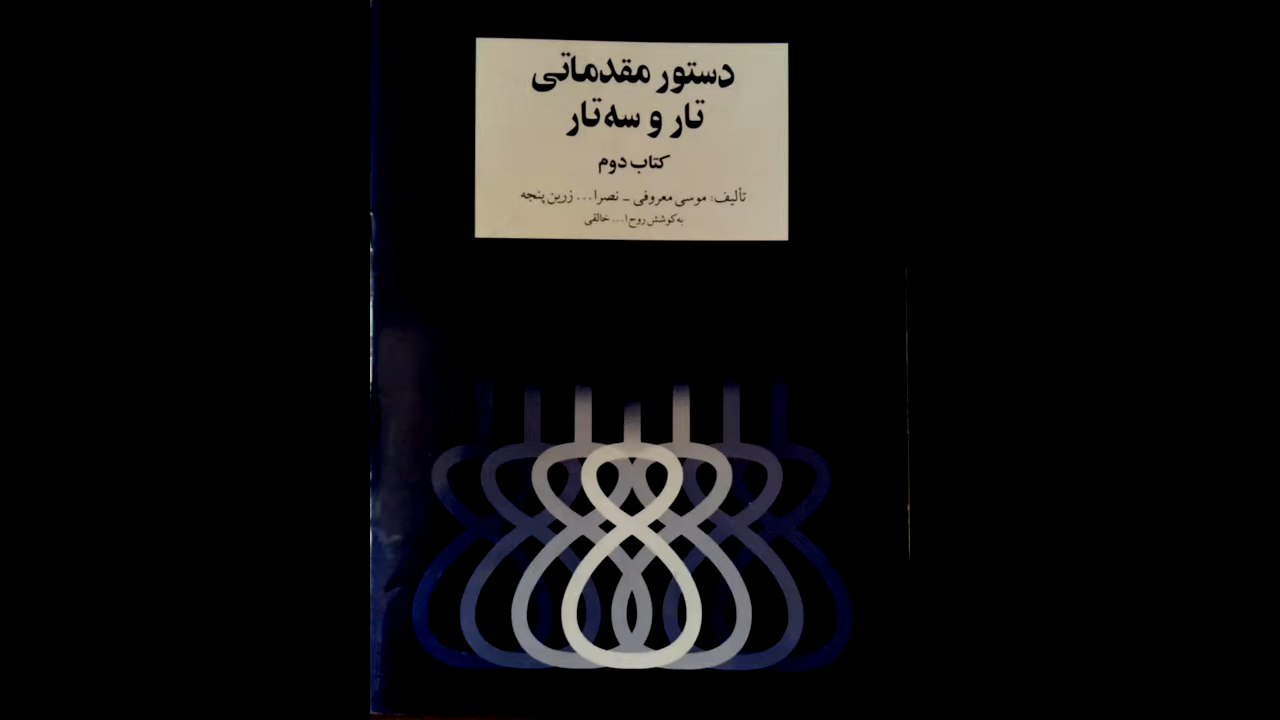 دستور مقدماتی
تار و سه‌تار
کتاب دوم
تألیف: موسی معروفی ـ نصرا... زرین پنجه
به‌کوشش روح ا... خالقی